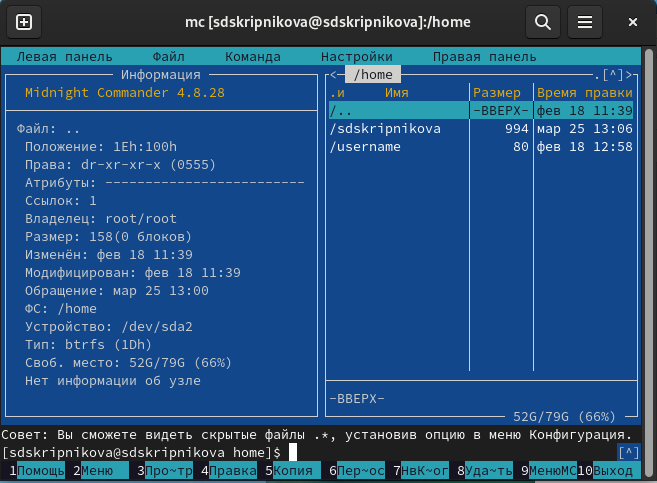 mc [sdskripnikova@sdskripnikova]:/home
Левая панель Файл Команда Настройки Правая панель
Информация
Midnight Commander 4.8.28
Файл: ..
Положение: 1Eh:100h
Права: dr-xr-xr-x (0555)
Атрибуты: -------------------------
Ссылок: 1
Владелец: root/root
Размер: 158(0 блоков)
Изменён: фев 18 11:39
Модифицирован: фев 18 11:39
Обращение: мар 25 13:00
ФС: /home
Устройство: /dev/sda2
Тип: btrfs (1Dh)
Своб. место: 52G/79G (66%)
Нет информации об узле
<─ /home .[^]>
.и Имя Размер Время правки
/.. -ВВЕРХ- фев 18 11:39
/sdskripnikova 994 мар 25 13:06
/username 80 фев 18 12:58
-ВВЕРХ-
52G/79G (66%)
Совет: Вы сможете видеть скрытые файлы .*, установив опцию в меню Конфигурация.
[sdskripnikova@sdskripnikova home]$ [^]
1Помощь 2Меню 3Про~тр 4Правка 5Копия 6Пер~ос 7НвК~ог 8Уда~ть 9МенюMC 10Выход